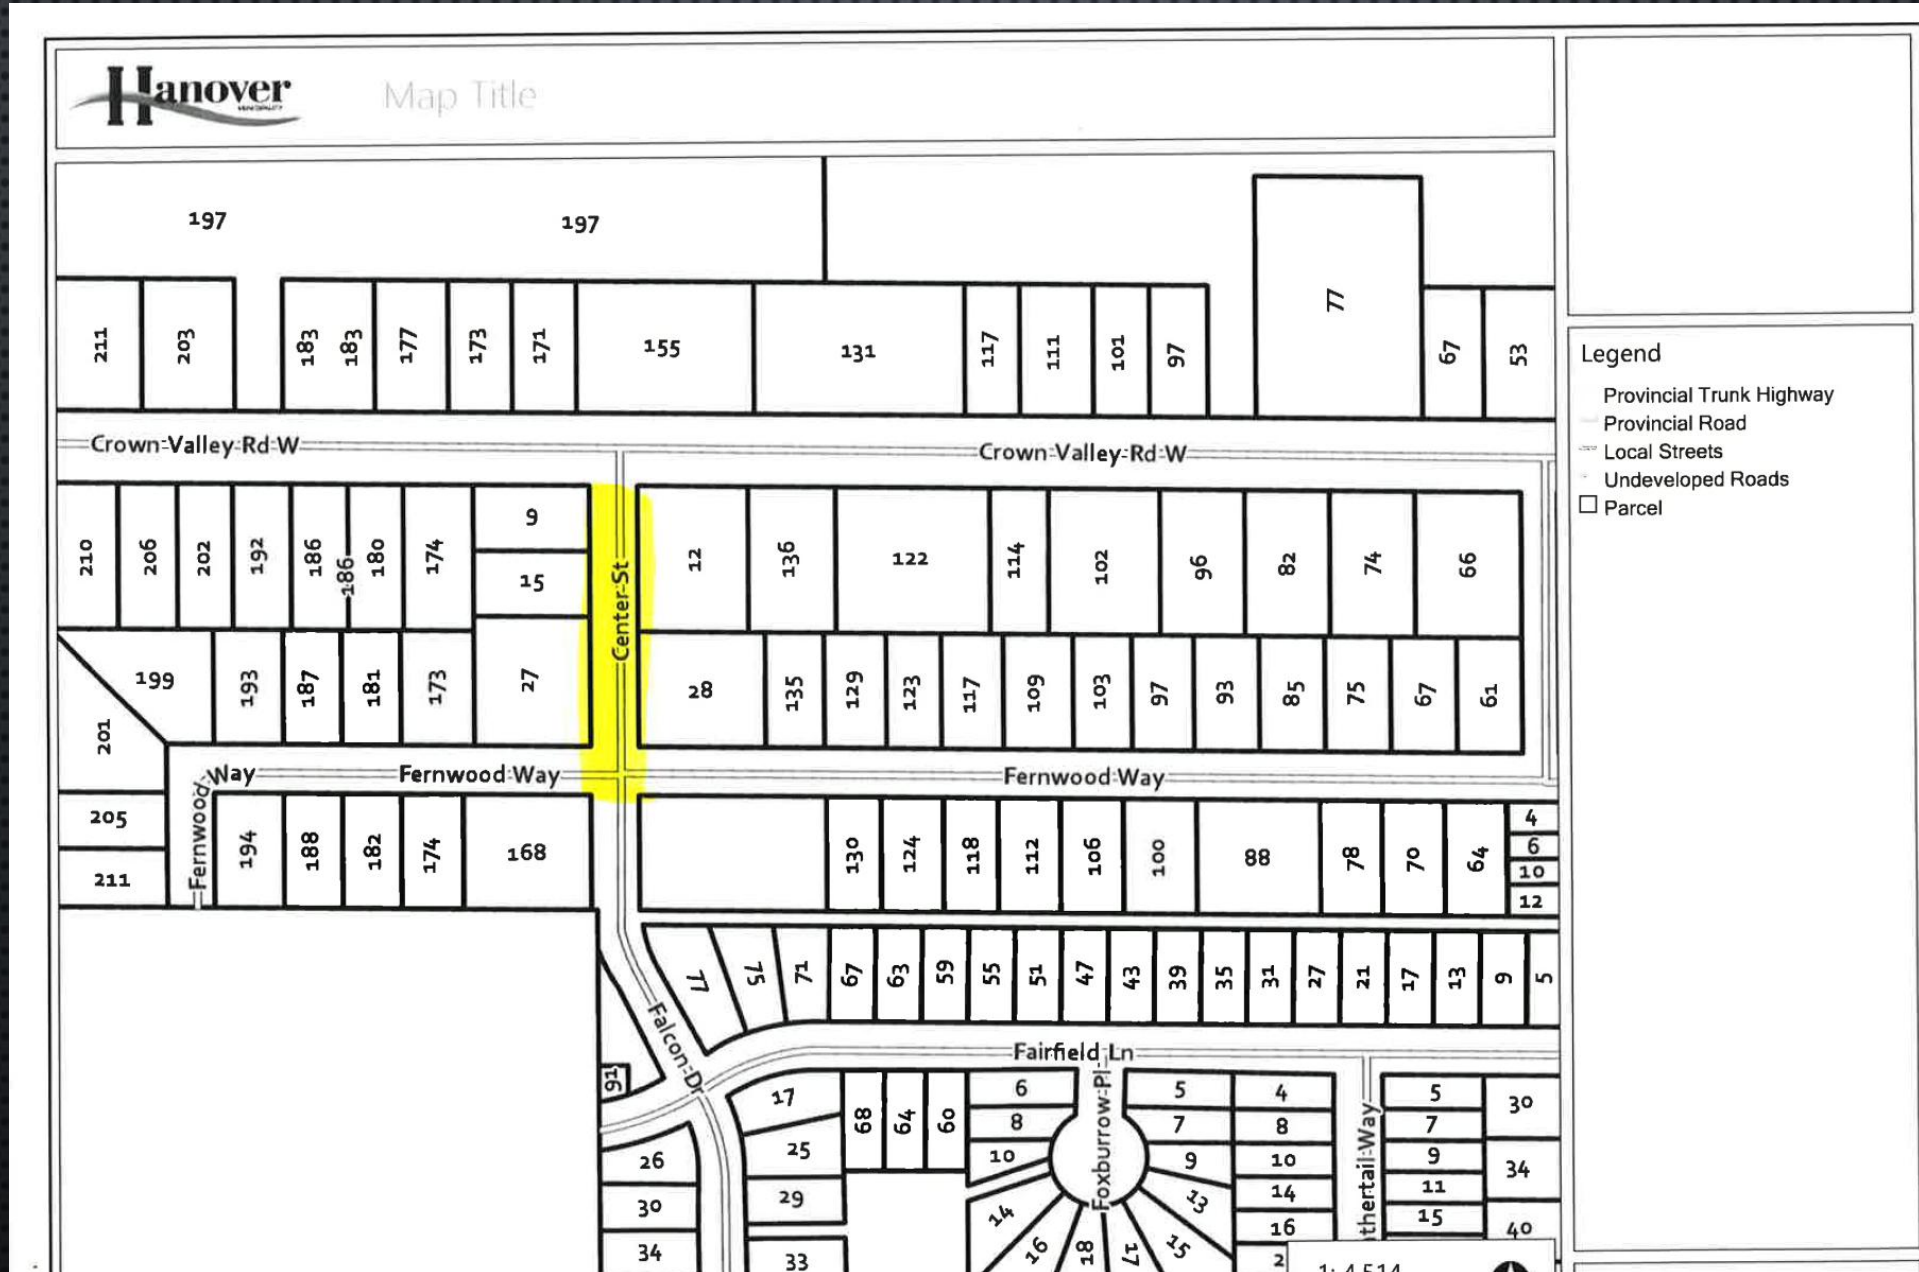 Hanover
MUNICIPALITY
Map Title
197 197
77
211 203 183 183 177 173 171 155 131 117 111 101 97 67 53
Legend
Provincial Trunk Highway
Provincial Road
Local Streets
Undeveloped Roads
Parcel
Crown Valley Rd W Crown Valley Rd W
210 206 202 192 186 186 180 174 9 12 136 122 114 102 96 82 74 66
15
Center St
199 193 187 181 173 27 28 135 129 123 117 109 103 97 93 85 75 67 61
201
Fernwood Way Fernwood Way Fernwood Way
205 194 188 182 174 168 130 124 118 112 106 100 88 78 70 64 4
6
10
12
211
77 75 71 67 63 59 55 51 47 43 39 35 31 27 21 17 13 9 5
Falcon Dr
Fairfield Ln
91
17 68 64 60 6 5 4 5 30
Foxburrow Pl
thertail Way
8 7 8 7
25 10 9 10 9 34
26
29 14 13 14 11
30 16 15
16 18 17 15 40
34 33 2
1: 4,514